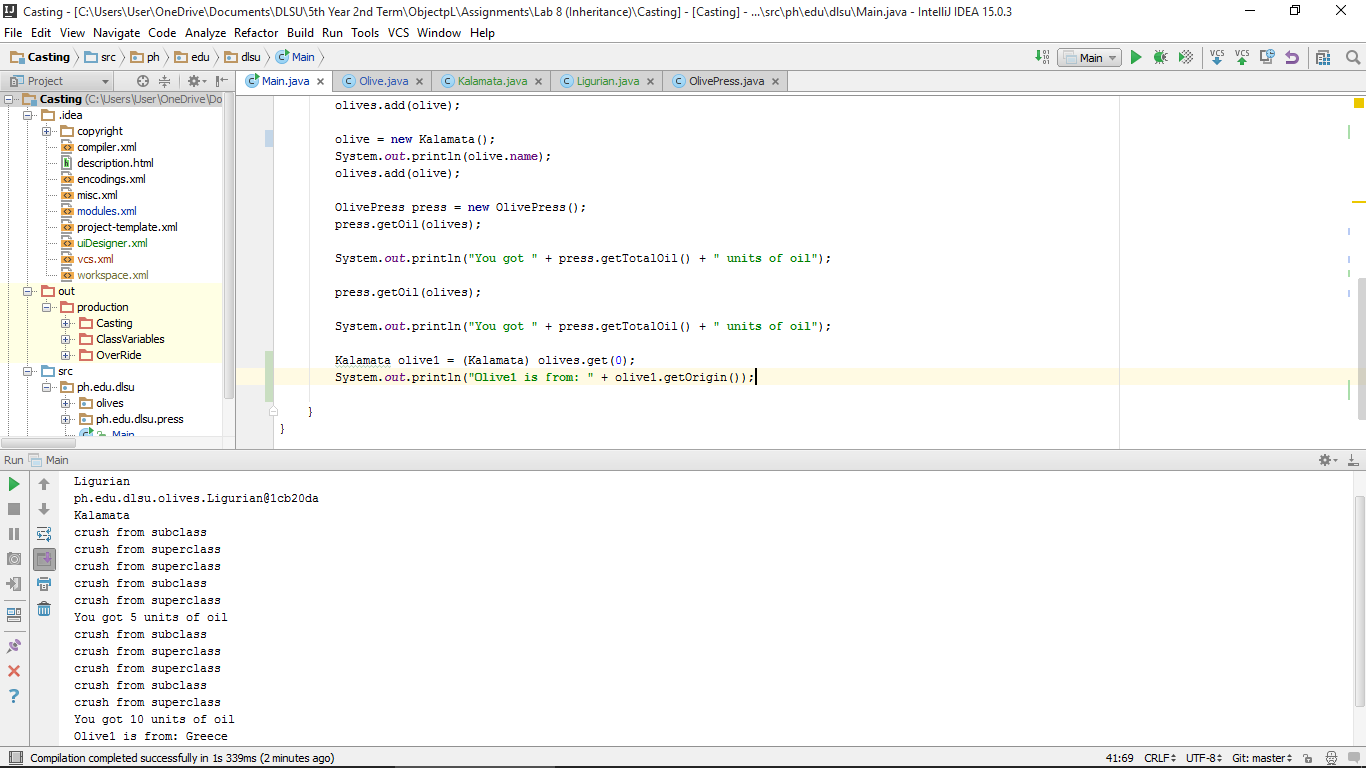 Casting - [C:\Users\User\OneDrive\Documents\DLSU\5th Year 2nd Term\ObjectpL\Assignments\Lab 8 (Inheritance)\Casting] - [Casting] - ...\src\ph\edu\dlsu\Main.java - IntelliJ IDEA 15.0.3
File Edit View Navigate Code Analyze Refactor Build Run Tools VCS Window Help
Casting src ph edu dlsu Main Main VCS VCS
Project
Main.java Olive.java Kalamata.java Ligurian.java OlivePress.java
Casting (C:\Users\User\OneDrive\Do
.idea
copyright
compiler.xml
description.html
encodings.xml
misc.xml
modules.xml
project-template.xml
uiDesigner.xml
vcs.xml
workspace.xml
out
production
Casting
ClassVariables
OverRide
src
ph.edu.dlsu
olives
ph.edu.dlsu.press
Main
olives.add(olive);
olive = new Kalamata();
System.out.println(olive.name);
olives.add(olive);
OlivePress press = new OlivePress();
press.getOil(olives);
System.out.println("You got " + press.getTotalOil() + " units of oil");
press.getOil(olives);
System.out.println("You got " + press.getTotalOil() + " units of oil");
Kalamata olive1 = (Kalamata) olives.get(0);
System.out.println("Olive1 is from: " + olive1.getOrigin());
}
}
Run Main
Ligurian
ph.edu.dlsu.olives.Ligurian@1cb20da
Kalamata
crush from subclass
crush from superclass
crush from superclass
crush from subclass
crush from superclass
You got 5 units of oil
crush from subclass
crush from superclass
crush from superclass
crush from subclass
crush from superclass
You got 10 units of oil
Olive1 is from: Greece
Compilation completed successfully in 1s 339ms (2 minutes ago) 41:69 CRLF UTF-8 Git: master